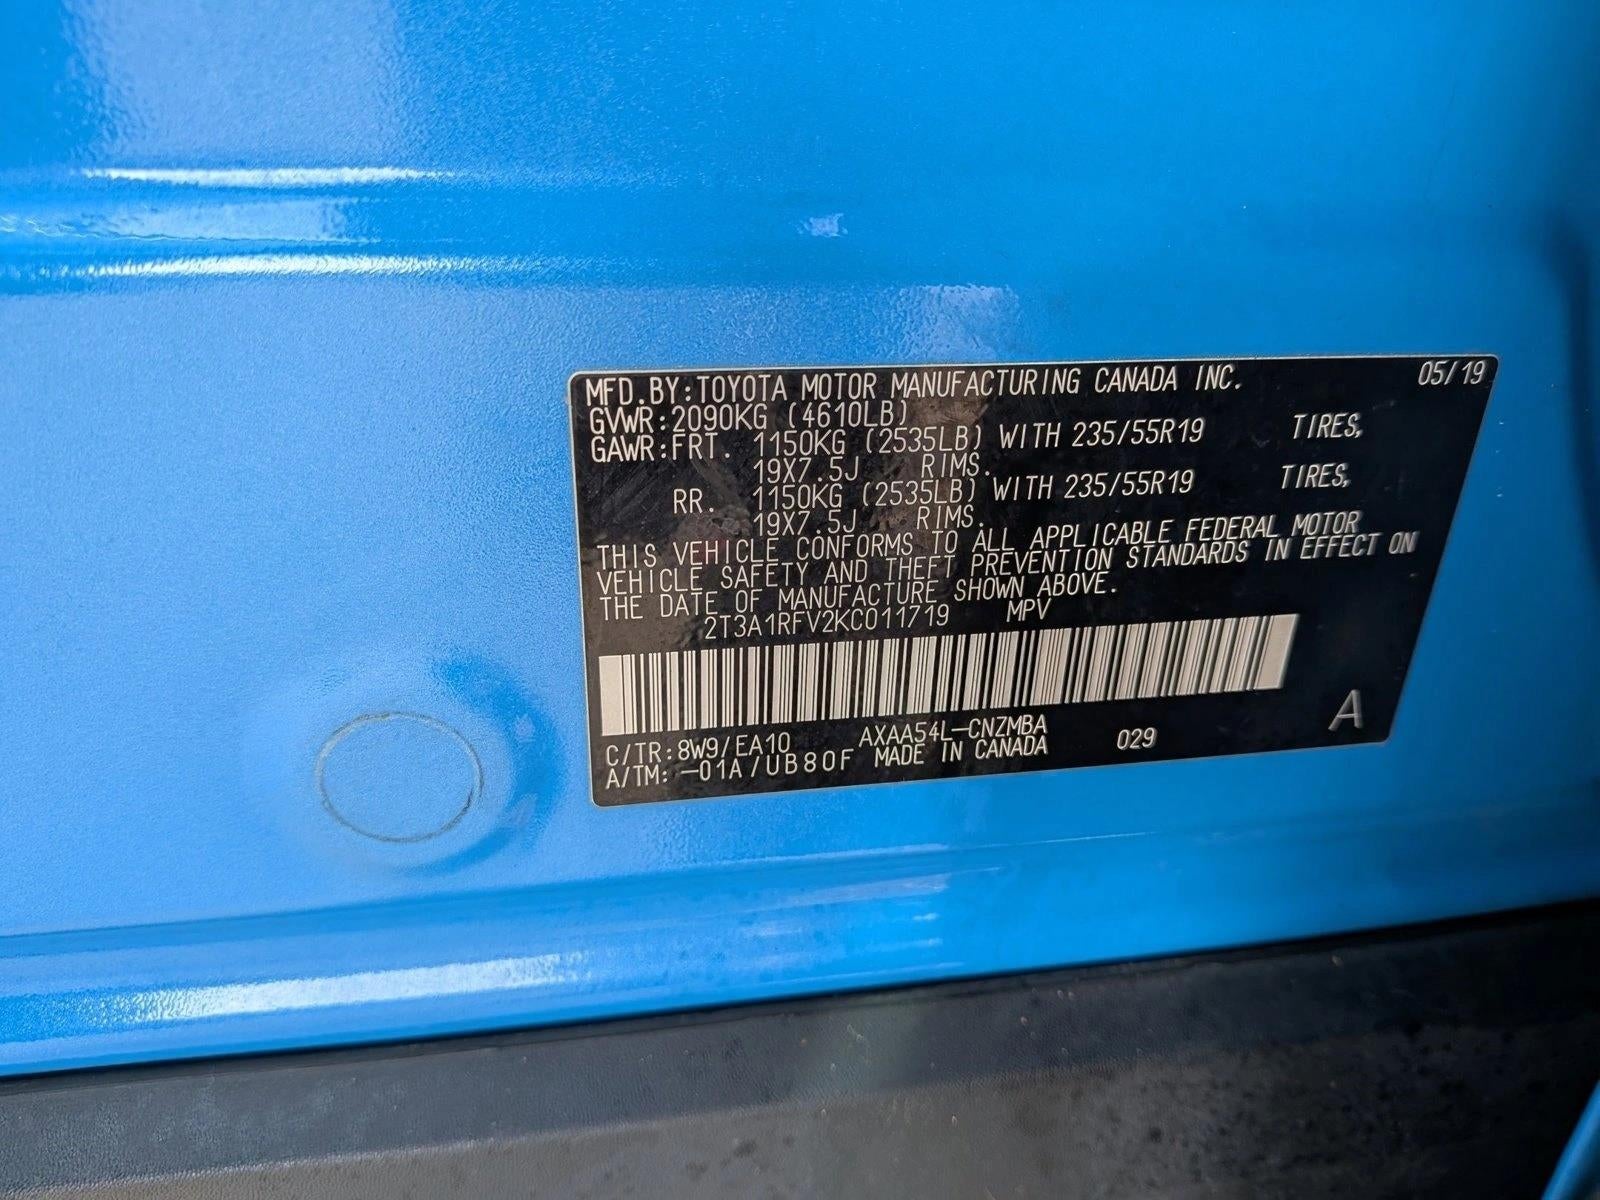 MFD.BY:TOYOTA MOTOR MANUFACTURING CANADA INC. 05/19
GVWR:2090KG (4610LB)
GAWR:FRT. 1150KG (2535LB) WITH 235/55R19 TIRES,
19X7.5J RIMS.
RR. 1150KG (2535LB) WITH 235/55R19 TIRES,
19X7.5J RIMS.
THIS VEHICLE CONFORMS TO ALL APPLICABLE FEDERAL MOTOR
VEHICLE SAFETY AND THEFT PREVENTION STANDARDS IN EFFECT ON
THE DATE OF MANUFACTURE SHOWN ABOVE.
2T3A1RFV2KC011719 MPV
A
C/TR:8W9/EA10 AXAA54L-CNZMBA 029
A/TM:-01A/UB80F MADE IN CANADA